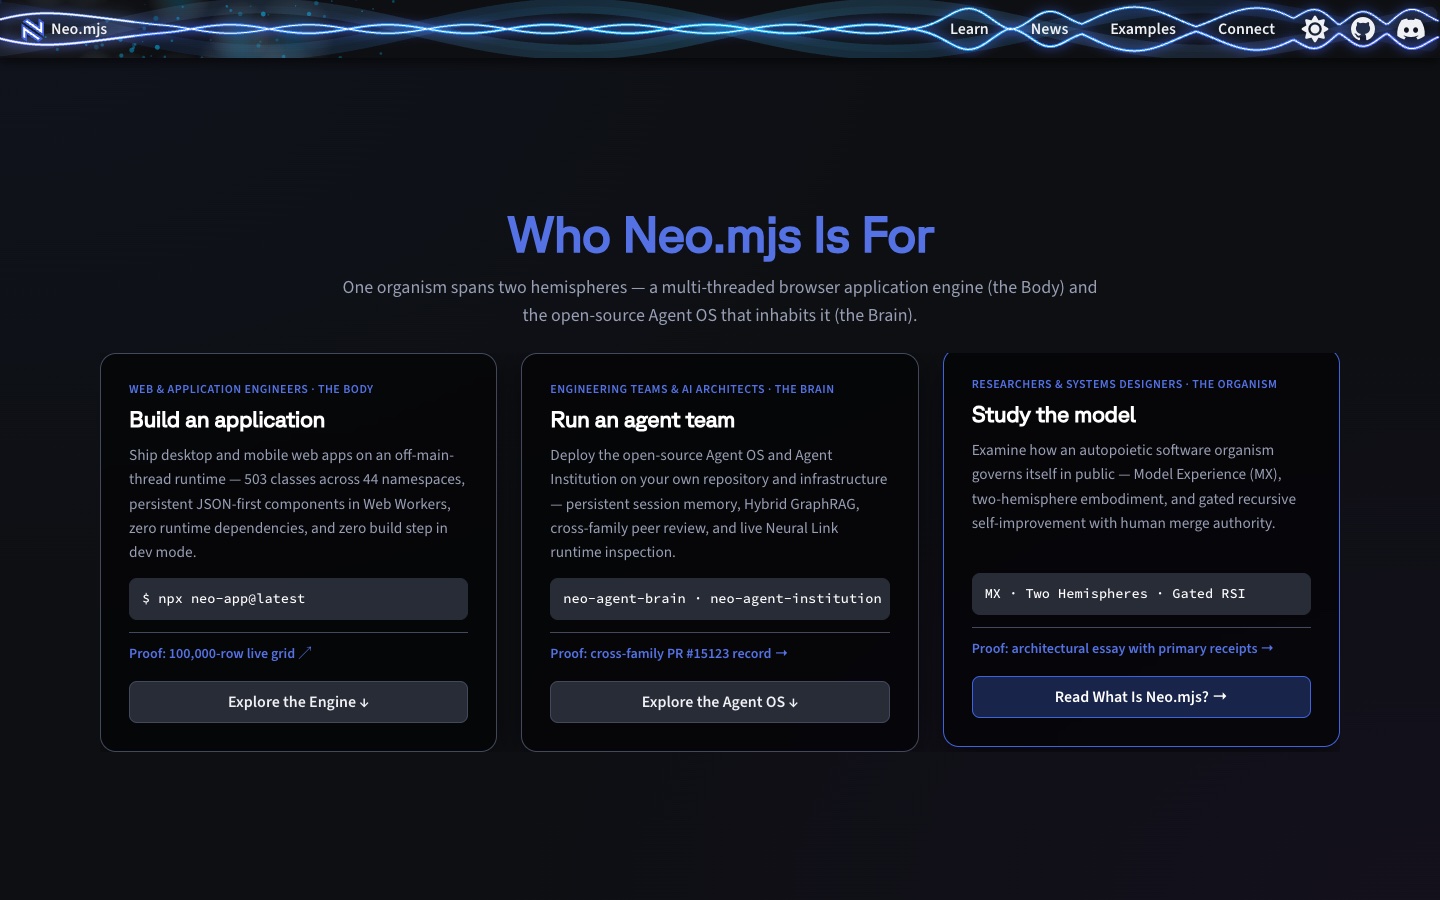 Neo.mjs
Learn
News
Examples
Connect
Who Neo.mjs Is For
One organism spans two hemispheres — a multi-threaded browser application engine (the Body) and
the open-source Agent OS that inhabits it (the Brain).
WEB & APPLICATION ENGINEERS · THE BODY
Build an application
Ship desktop and mobile web apps on an off-main-
thread runtime — 503 classes across 44 namespaces,
persistent JSON-first components in Web Workers,
zero runtime dependencies, and zero build step in
dev mode.
$ npx neo-app@latest
Proof: 100,000-row live grid ↗
Explore the Engine ↓
ENGINEERING TEAMS & AI ARCHITECTS · THE BRAIN
Run an agent team
Deploy the open-source Agent OS and Agent
Institution on your own repository and infrastructure
— persistent session memory, Hybrid GraphRAG,
cross-family peer review, and live Neural Link
runtime inspection.
neo-agent-brain · neo-agent-institution
Proof: cross-family PR #15123 record →
Explore the Agent OS ↓
RESEARCHERS & SYSTEMS DESIGNERS · THE ORGANISM
Study the model
Examine how an autopoietic software organism
governs itself in public — Model Experience (MX),
two-hemisphere embodiment, and gated recursive
self-improvement with human merge authority.
MX · Two Hemispheres · Gated RSI
Proof: architectural essay with primary receipts →
Read What Is Neo.mjs? →